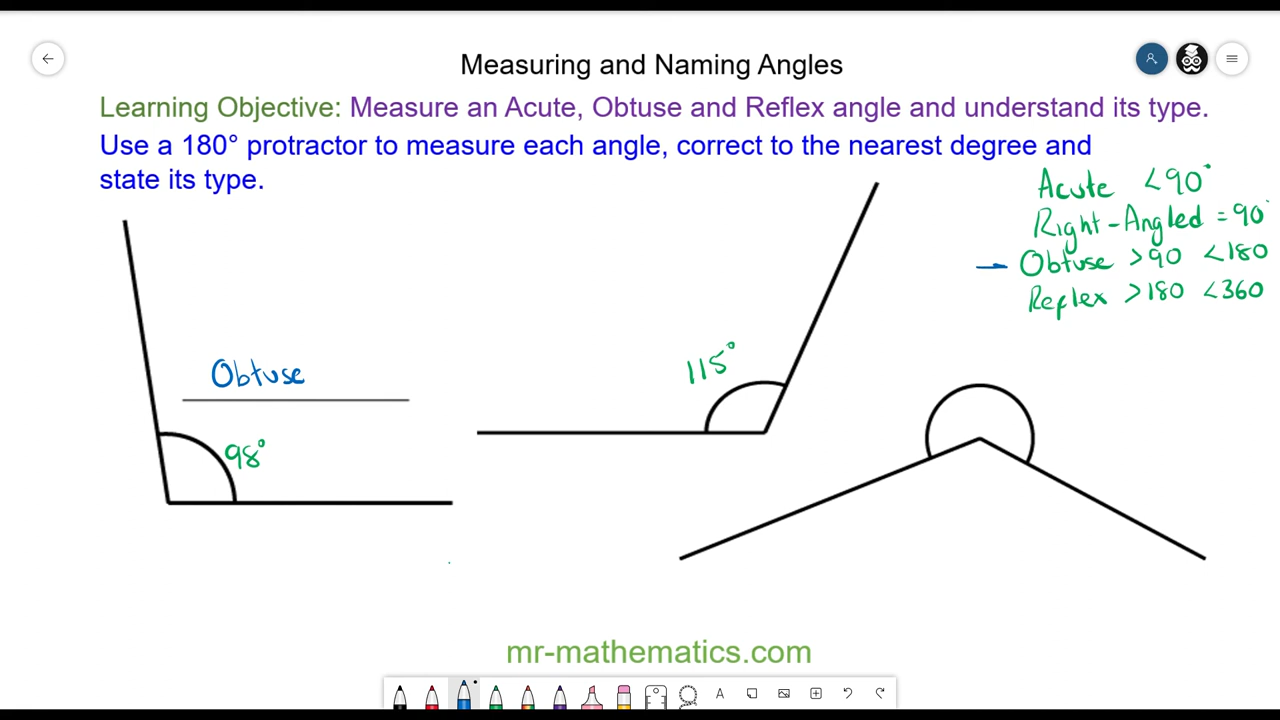 Measuring and Naming Angles
Learning Objective: Measure an Acute, Obtuse and Reflex angle and understand its type.
Use a 180° protractor to measure each angle, correct to the nearest degree and
state its type.
Acute <90°
Right-Angled = 90°
Obtuse >90 <180
Reflex >180 <360
115°
Obtuse
98°
mr-mathematics.com
A